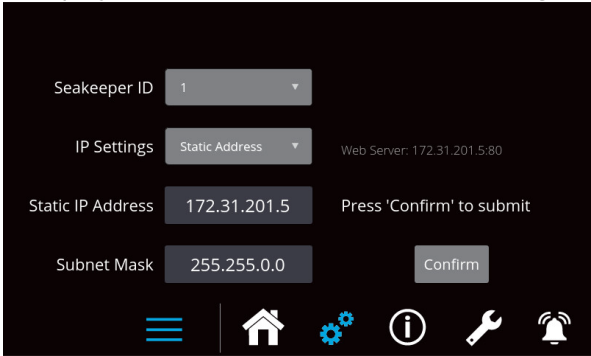 Seakeeper ID 1
IP Settings Static Address Web Server: 172.31.201.5:80
Static IP Address 172.31.201.5 Press 'Confirm' to submit
Subnet Mask 255.255.0.0 Confirm